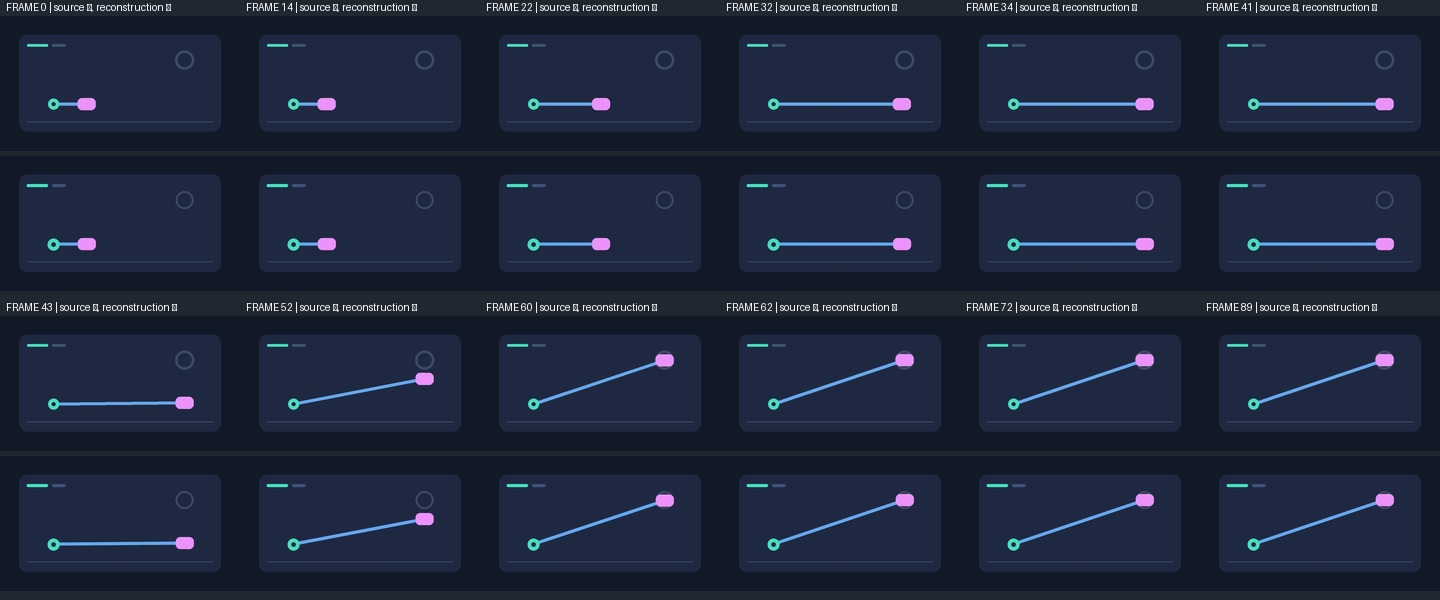 FRAME 0 | source ▯, reconstruction ▯
FRAME 14 | source ▯, reconstruction ▯
FRAME 22 | source ▯, reconstruction ▯
FRAME 32 | source ▯, reconstruction ▯
FRAME 34 | source ▯, reconstruction ▯
FRAME 41 | source ▯, reconstruction ▯
FRAME 43 | source ▯, reconstruction ▯
FRAME 52 | source ▯, reconstruction ▯
FRAME 60 | source ▯, reconstruction ▯
FRAME 62 | source ▯, reconstruction ▯
FRAME 72 | source ▯, reconstruction ▯
FRAME 89 | source ▯, reconstruction ▯